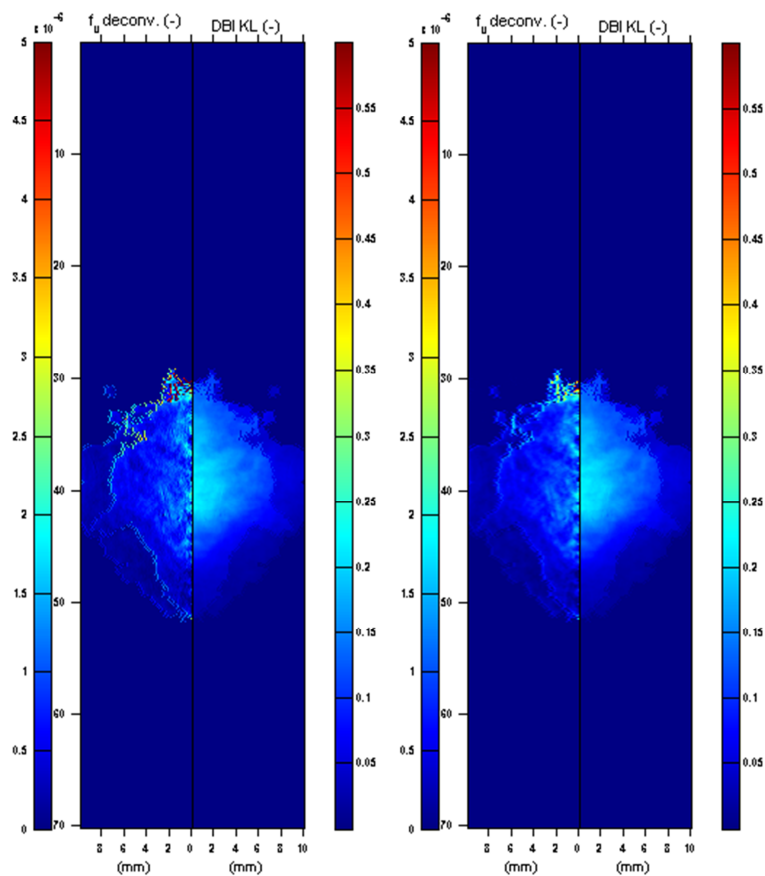 x 10⁻⁶ f_u deconv. (-) DBI KL (-) x 10⁻⁶ f_u deconv. (-) DBI KL (-)
5 5
0.55 0.55
4.5 4.5
10 0.5 10 0.5
4 0.45 4 0.45
20 20
3.5 0.4 3.5 0.4
3 0.35 3 0.35
30 30
2.5 0.3 2.5 0.3
0.25 0.25
40 40
2 0.2 2 0.2
1.5 50 0.15 1.5 50 0.15
1 0.1 1 0.1
60 60
0.5 0.05 0.5 0.05
0 70 0 70
8 6 4 2 0 2 4 6 8 10 8 6 4 2 0 2 4 6 8 10
(mm) (mm) (mm) (mm)